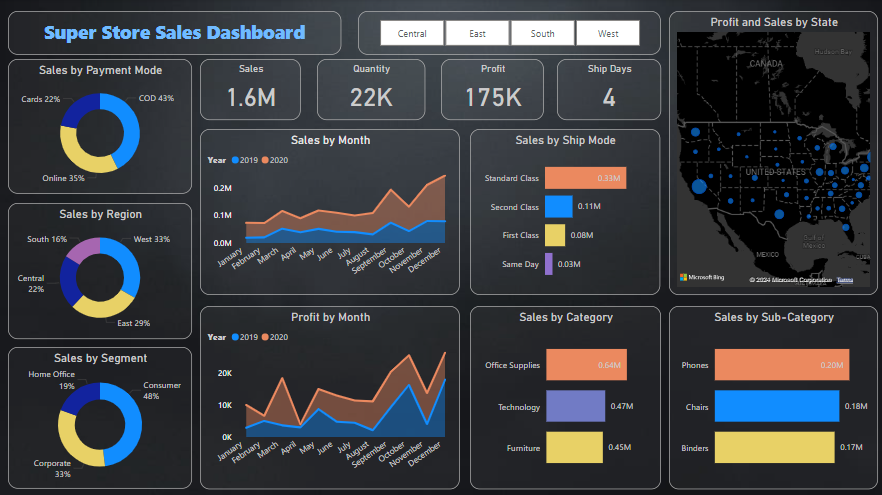 Super Store Sales Dashboard
Central
East
South
West
Sales by Payment Mode
Cards 22%
COD 43%
Online 35%
Sales
1.6M
Quantity
22K
Profit
175K
Ship Days
4
Profit and Sales by State
Hudson Bay
CANADA
UNITED STATES
Gulf of
Mexico
MEXICO
CUBA
Microsoft Bing
© 2024 Microsoft Corporation Terms
Sales by Month
Year 2019 2020
0.2M
0.1M
0.0M
January
February
March
April
May
June
July
August
September
October
November
December
Sales by Ship Mode
Standard Class
0.33M
Second Class
0.11M
First Class
0.08M
Same Day
0.03M
Sales by Region
South 16%
West 33%
Central
22%
East 29%
Profit by Month
Year 2019 2020
20K
10K
0K
January
February
March
April
May
June
July
August
September
October
November
December
Sales by Category
Office Supplies
0.64M
Technology
0.47M
Furniture
0.45M
Sales by Sub-Category
Phones
0.20M
Chairs
0.18M
Binders
0.17M
Sales by Segment
Home Office
19%
Consumer
48%
Corporate
33%